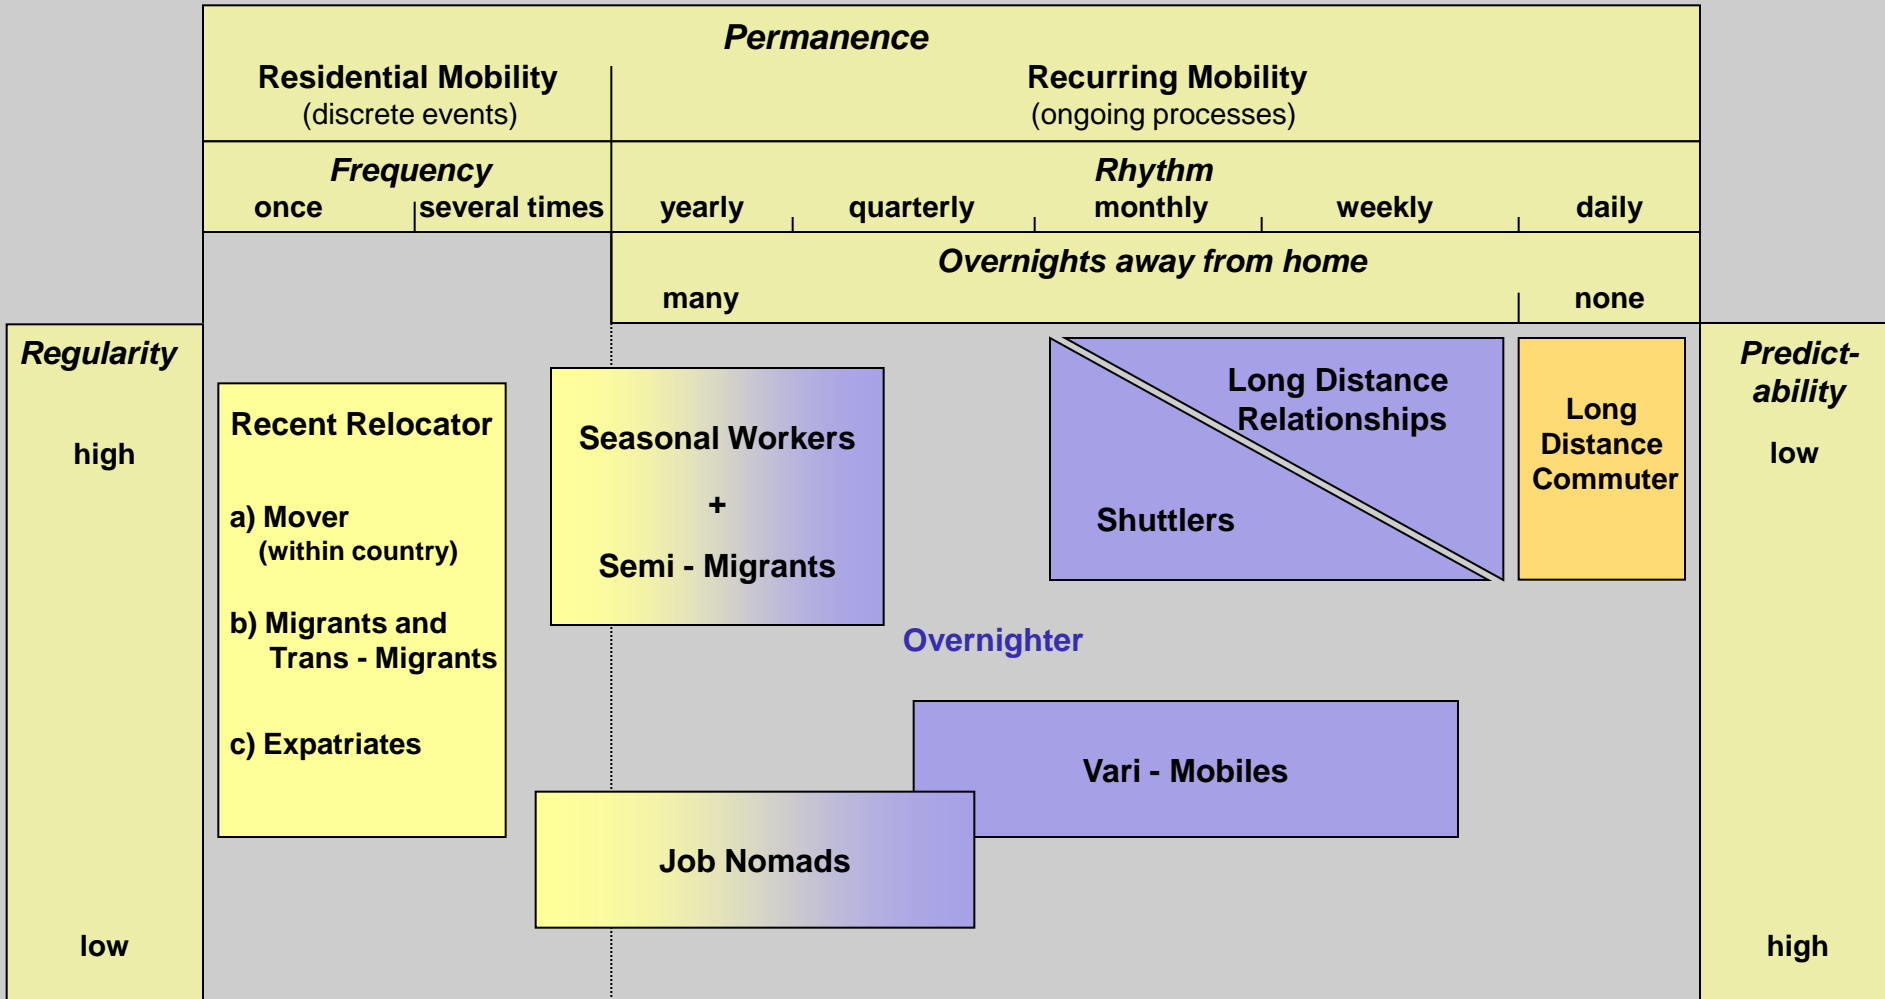 Permanence
Residential Mobility
(discrete events)
Recurring Mobility
(ongoing processes)
Frequency
once
several times
Rhythm
yearly
quarterly
monthly
weekly
daily
Overnights away from home
many
none
Regularity
high
low
Recent Relocator
a) Mover
(within country)
b) Migrants and
Trans - Migrants
c) Expatriates
Seasonal Workers
+
Semi - Migrants
Long Distance
Relationships
Shuttlers
Long
Distance
Commuter
Overnighter
Vari - Mobiles
Job Nomads
Predict-
ability
low
high